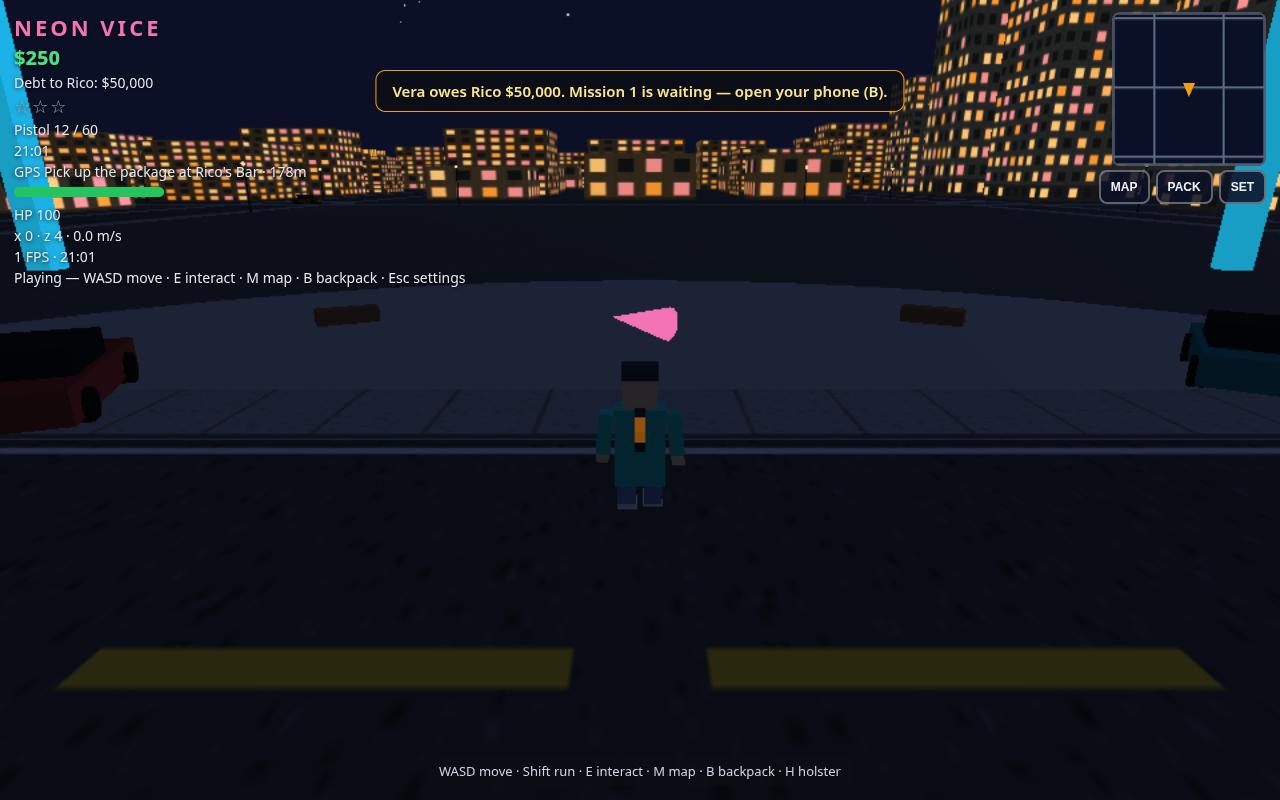 NEON VICE
$250
Debt to Rico: $50,000
☆☆☆
Pistol 12 / 60
21:01
GPS Pick up the package at Rico's Bar · 178m
HP 100
x 0 · z 4 · 0.0 m/s
1 FPS · 21:01
Playing — WASD move · E interact · M map · B backpack · Esc settings
Vera owes Rico $50,000. Mission 1 is waiting — open your phone (B).
MAP PACK SET
WASD move · Shift run · E interact · M map · B backpack · H holster